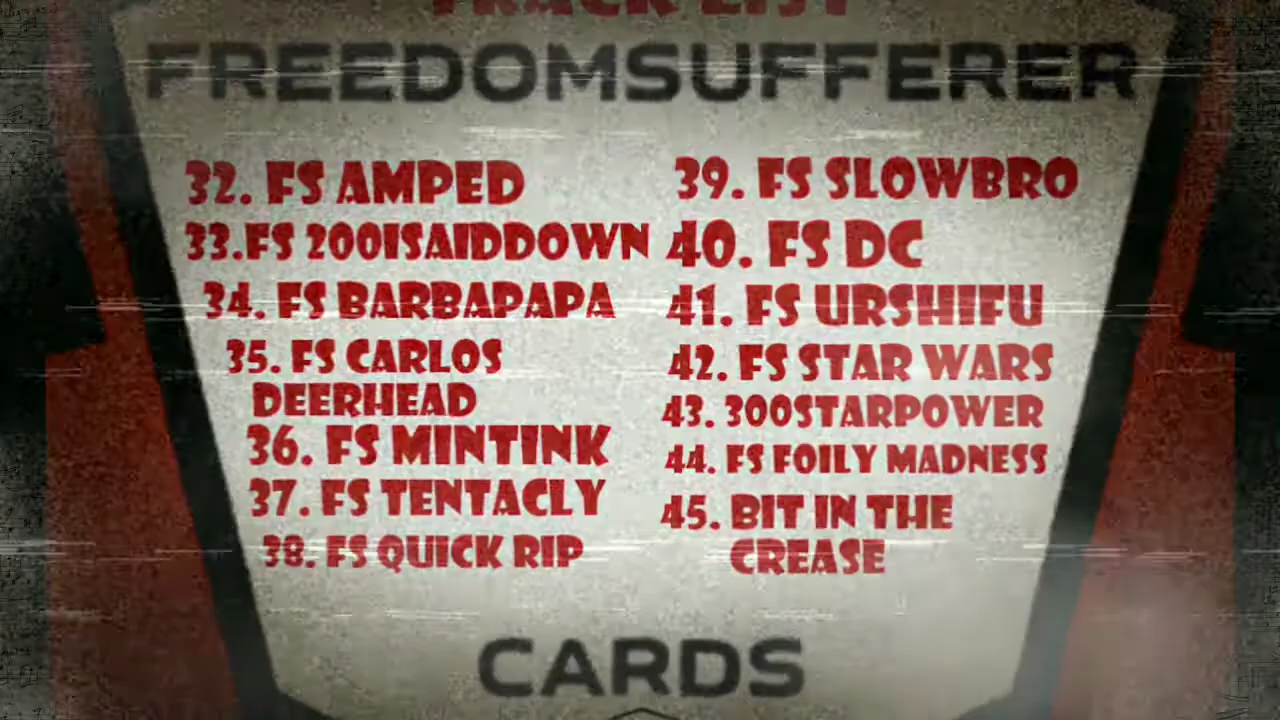 TRACK LIST
FREEDOMSUFFERER
32. FS AMPED
33.FS 200ISAIDDOWN
34. FS BARBAPAPA
35. FS CARLOS
DEERHEAD
36. FS MINTINK
37. FS TENTACLY
38. FS QUICK RIP
39. FS SLOWBRO
40. FS DC
41. FS URSHIFU
42. FS STAR WARS
43. 300STARPOWER
44. FS FOILY MADNESS
45. BIT IN THE
CREASE
CARDS